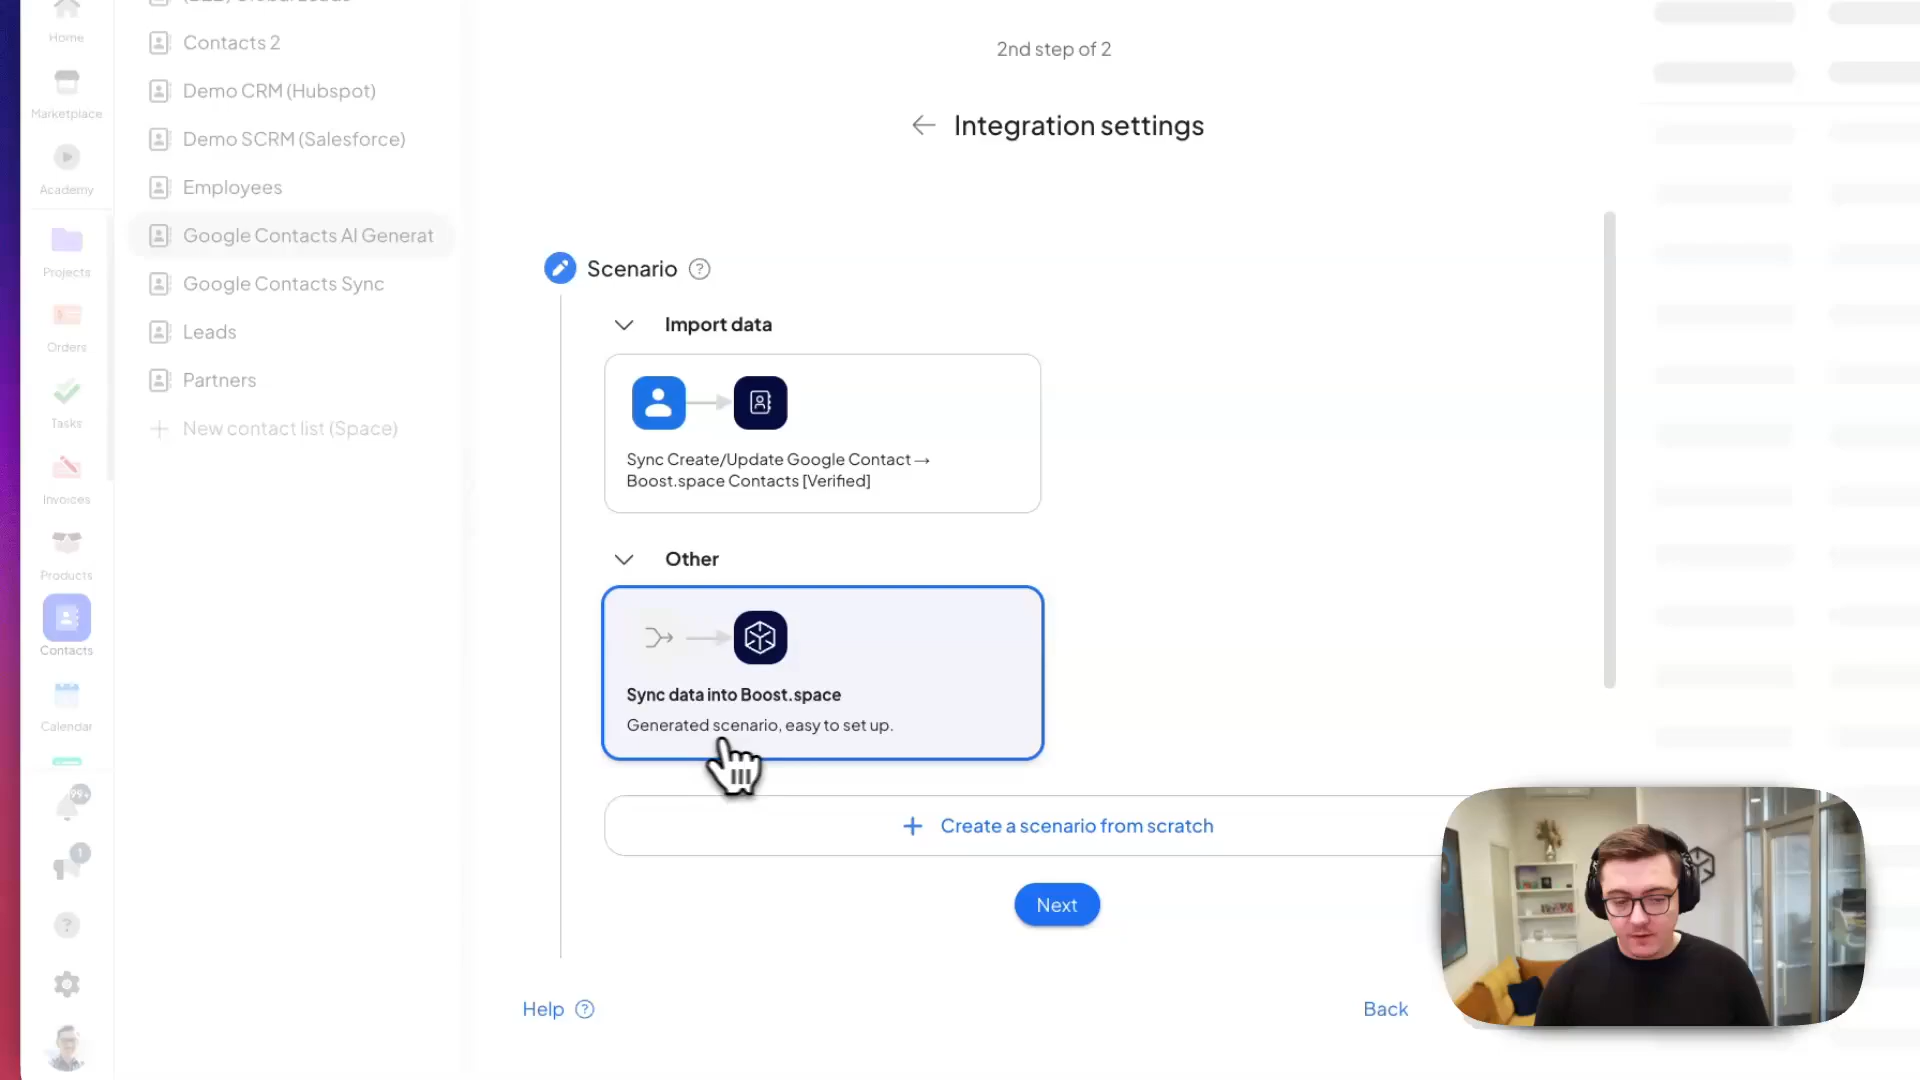 Home
Marketplace
Academy
Projects
Orders
Tasks
Invoices
Products
Contacts
Calendar
99+
1
Contacts 2
Demo CRM (Hubspot)
Demo SCRM (Salesforce)
Employees
Google Contacts AI Generat
Google Contacts Sync
Leads
Partners
New contact list (Space)
2nd step of 2
Integration settings
Scenario
Import data
Sync Create/Update Google Contact →
Boost.space Contacts [Verified]
Other
Sync data into Boost.space
Generated scenario, easy to set up.
Create a scenario from scratch
Next
Help
Back